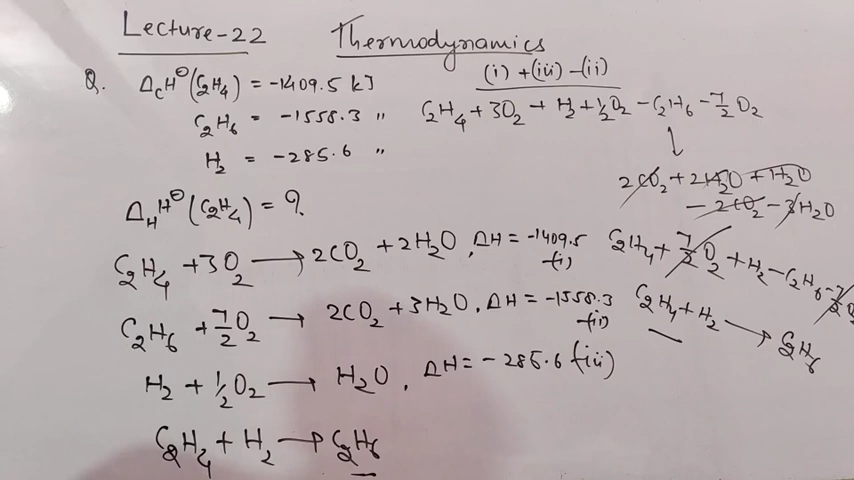 Lecture-22
Thermodynamics
Q. ΔcH⊖(C2H4) = -1409.5 kJ
C2H6 = -1558.3 "
H2 = -285.6 "
ΔHH⊖(C2H4) = ?
C2H4 + 3O2 → 2CO2 + 2H2O, ΔH = -1409.5
-(i)
C2H6 + 7/2 O2 → 2CO2 + 3H2O, ΔH = -1558.3
-(ii)
H2 + 1/2 O2 → H2O, ΔH = -285.6 (iii)
C2H4 + H2 → C2H6
(i) + (iii) - (ii)
C2H4 + 3O2 + H2 + 1/2 O2 - C2H6 - 7/2 O2
↓
2CO2 + 2H2O + H2O
- 2CO2 - 3H2O
C2H4 + 7/2 O2 + H2 - C2H6 - 7/2 O2
C2H4 + H2 → C2H6